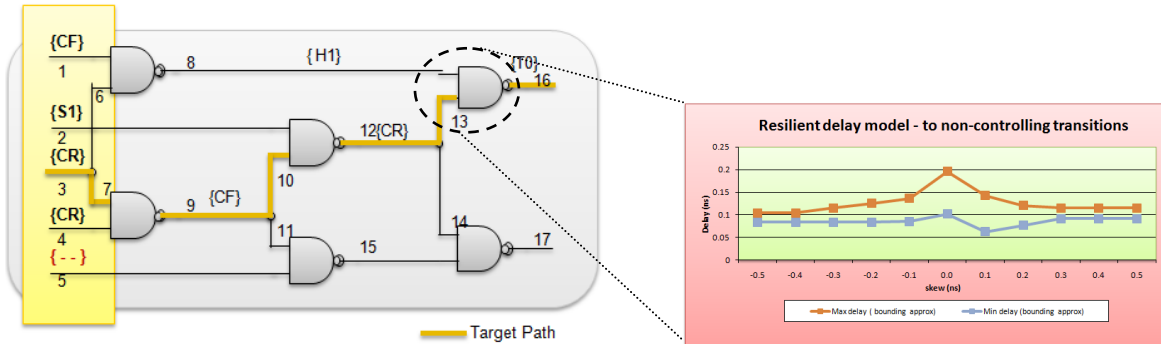 {CF}
1
6
8
{H1}
{T0}
16
{S1}
2
12{CR}
13
{CR}
3
7
9
{CF}
10
{CR}
4
11
15
14
17
{--}
5
Target Path
Resilient delay model - to non-controlling transitions
Delay (ns)
0.25
0.2
0.15
0.1
0.05
0
-0.5 -0.4 -0.3 -0.2 -0.1 0.0 0.1 0.2 0.3 0.4 0.5
skew (ns)
Max delay ( bounding approx) Min delay (bounding approx)